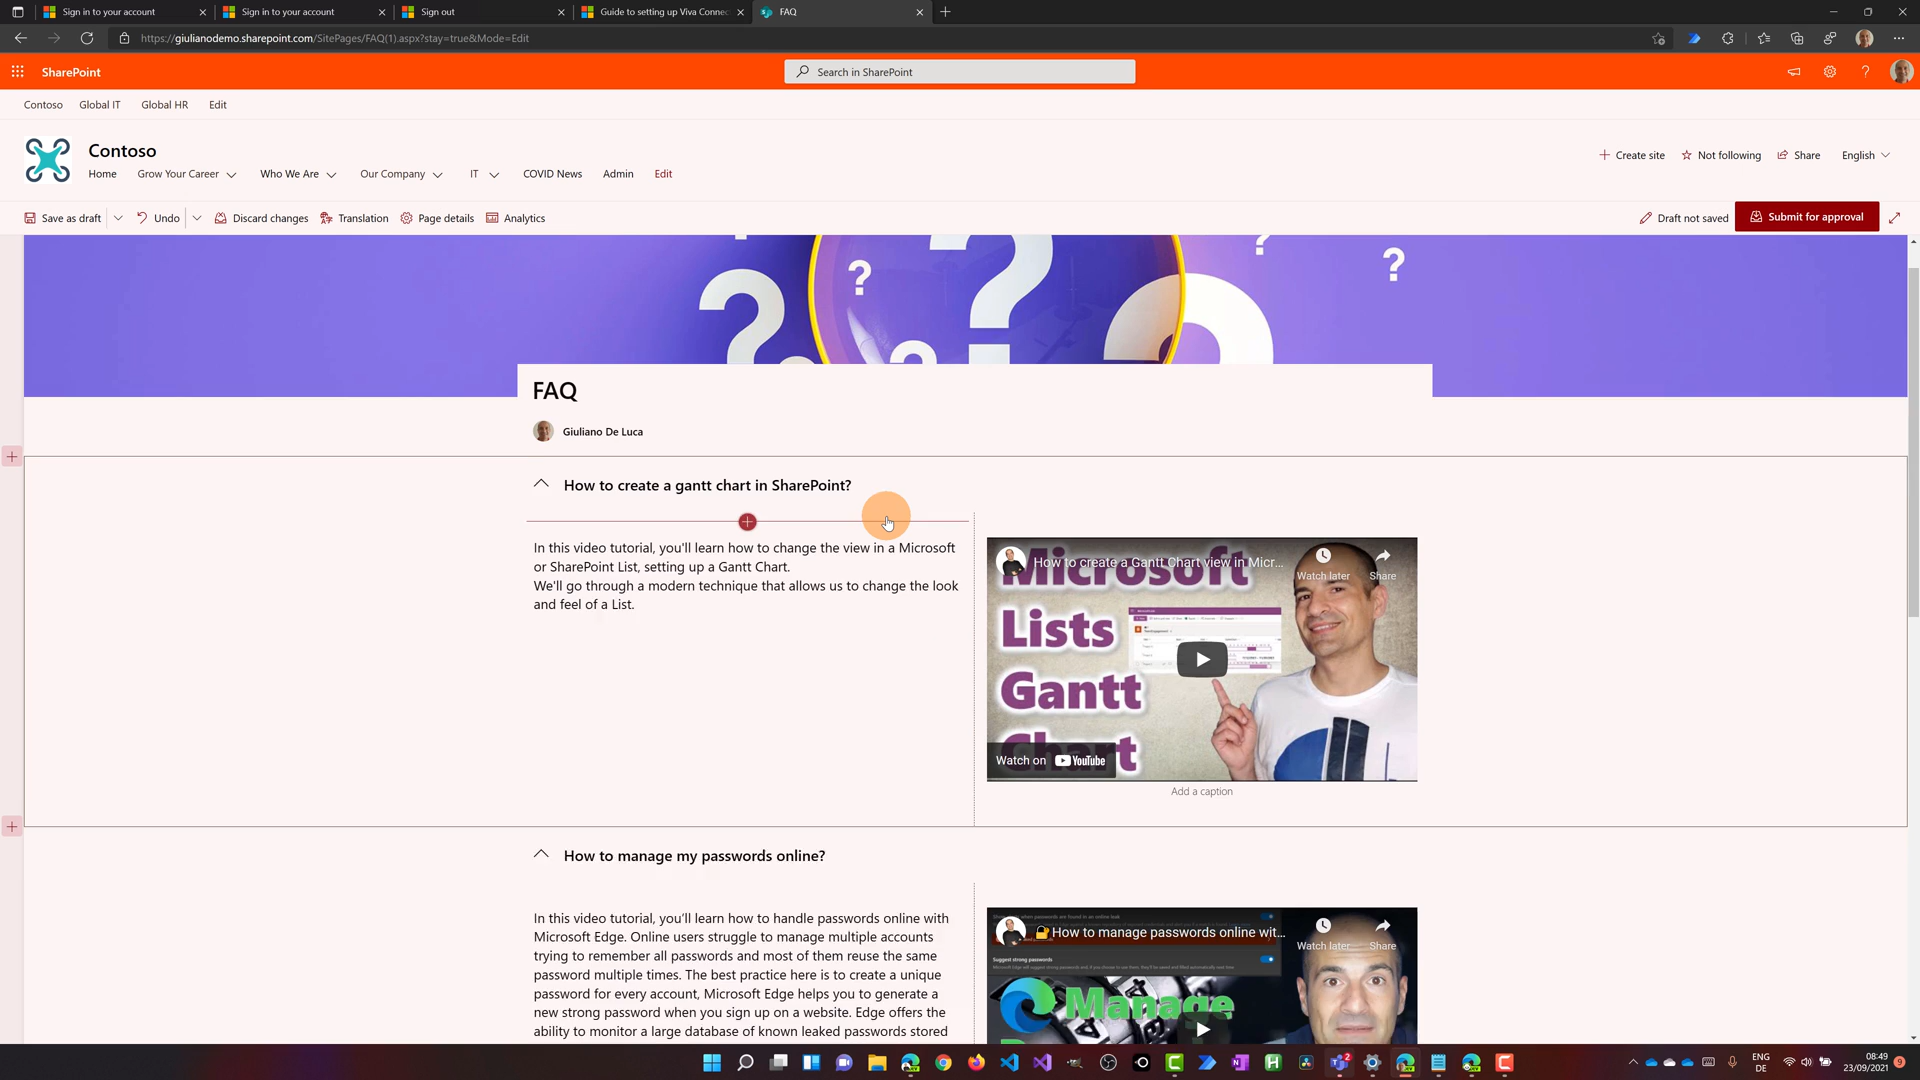 Sign in to your account
Sign in to your account
Sign out
Guide to setting up Viva Connec
FAQ
https://giulianodemo.sharepoint.com/SitePages/FAQ(1).aspx?stay=true&Mode=Edit
SharePoint
Search in SharePoint
Contoso Global IT Global HR Edit
Contoso
Home Grow Your Career Who We Are Our Company IT COVID News Admin Edit
Create site Not following Share English
Save as draft Undo Discard changes Translation Page details Analytics
Draft not saved Submit for approval
FAQ
Giuliano De Luca
How to create a gantt chart in SharePoint?
In this video tutorial, you'll learn how to change the view in a Microsoft
or SharePoint List, setting up a Gantt Chart.
We'll go through a modern technique that allows us to change the look
and feel of a List.
How to create a Gantt Chart view in Micr...
Watch later Share
Microsoft
Lists
Gantt
Chart
Watch on YouTube
Add a caption
How to manage my passwords online?
In this video tutorial, you'll learn how to handle passwords online with
Microsoft Edge. Online users struggle to manage multiple accounts
trying to remember all passwords and most of them reuse the same
password multiple times. The best practice here is to create a unique
password for every account, Microsoft Edge helps you to generate a
new strong password when you sign up on a website. Edge offers the
ability to monitor a large database of known leaked passwords stored
How to manage passwords online wit...
Watch later Share
Suggest strong passwords
Manage
ENG
DE
08:49
23/09/2021